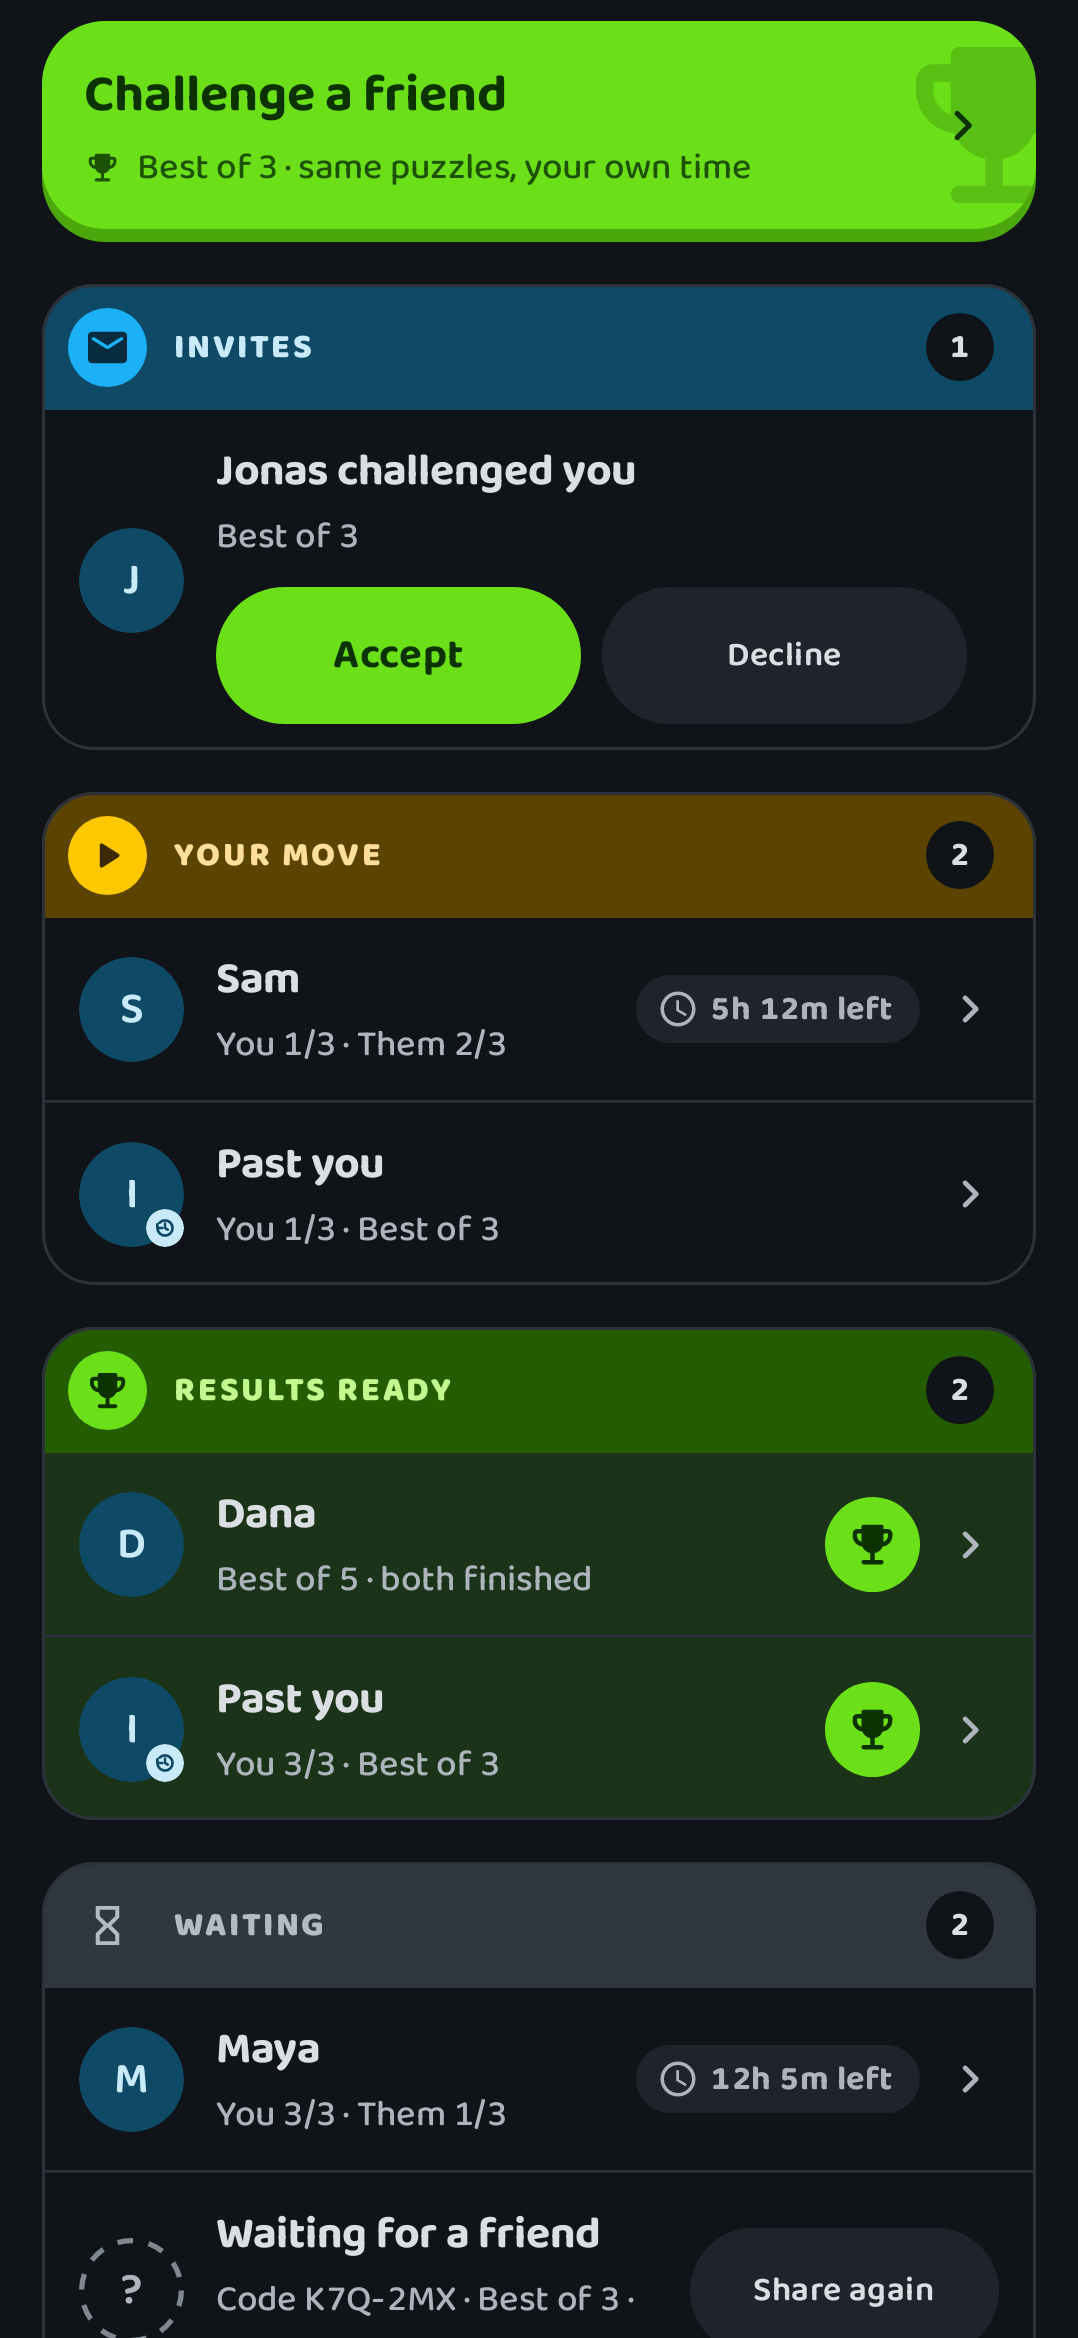 Challenge a friend
Best of 3 · same puzzles, your own time
INVITES
1
Jonas challenged you
Best of 3
J
Accept
Decline
YOUR MOVE
2
S
Sam
You 1/3 · Them 2/3
5h 12m left
I
Past you
You 1/3 · Best of 3
RESULTS READY
2
D
Dana
Best of 5 · both finished
I
Past you
You 3/3 · Best of 3
WAITING
2
M
Maya
You 3/3 · Them 1/3
12h 5m left
?
Waiting for a friend
Code K7Q-2MX · Best of 3 ·
Share again